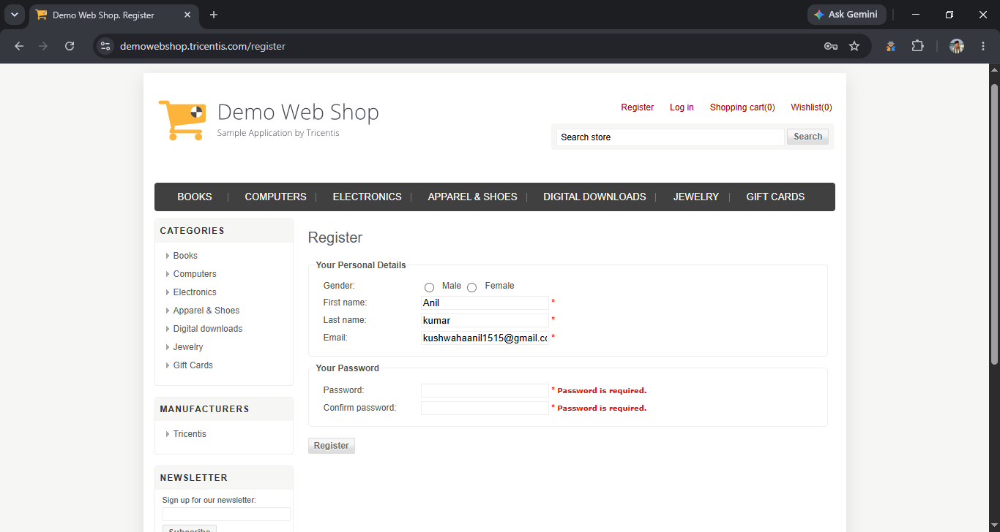 Demo Web Shop. Register
Ask Gemini
demowebshop.tricentis.com/register
Demo Web Shop
Sample Application by Tricentis
Register Log in Shopping cart(0) Wishlist(0)
Search store Search
BOOKS COMPUTERS ELECTRONICS APPAREL & SHOES DIGITAL DOWNLOADS JEWELRY GIFT CARDS
CATEGORIES
Books
Computers
Electronics
Apparel & Shoes
Digital downloads
Jewelry
Gift Cards
MANUFACTURERS
Tricentis
NEWSLETTER
Sign up for our newsletter:
Subscribe
Register
Your Personal Details
Gender: Male Female
First name: Anil *
Last name: kumar *
Email: kushwahaanil1515@gmail.co *
Your Password
Password: * Password is required.
Confirm password: * Password is required.
Register